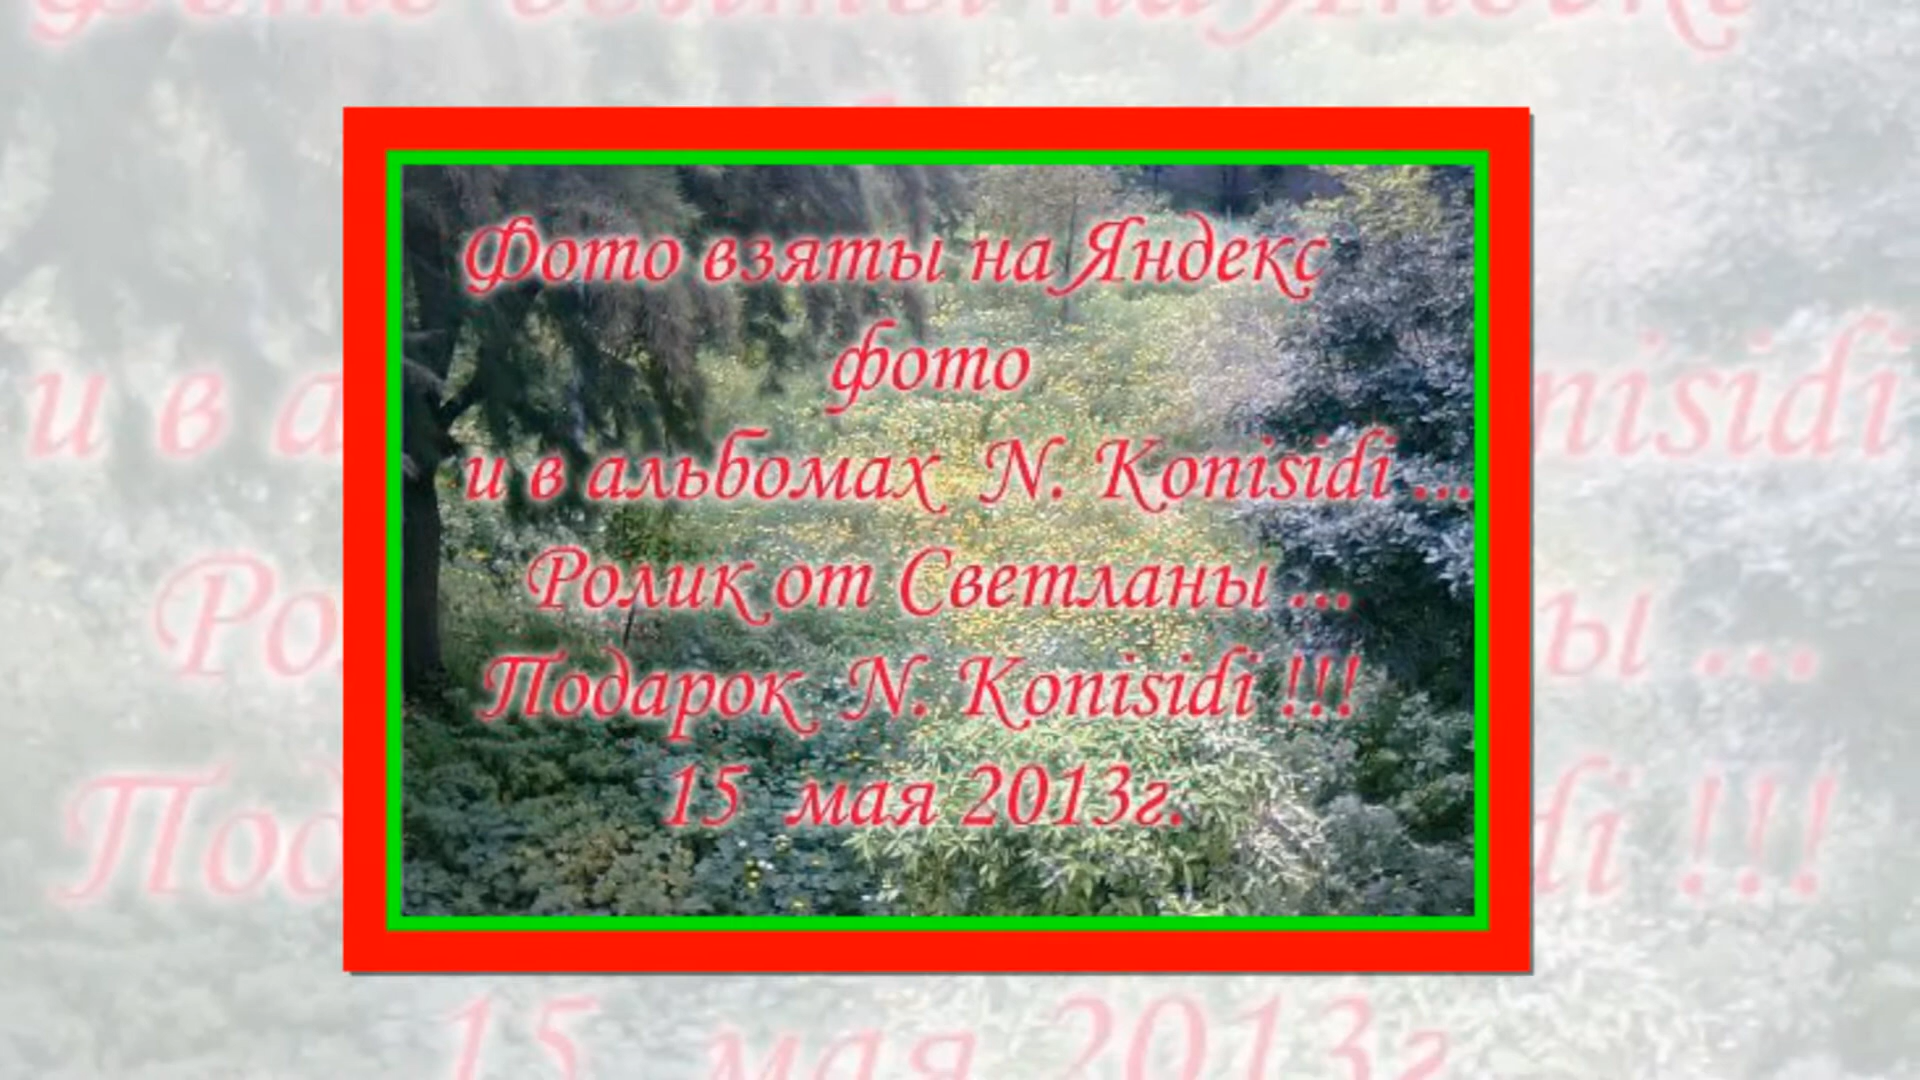 Фото взяты на Яндекс
фото
и в альбомах N. Konisidi ...
Ролик от Светланы ...
Подарок N. Konisidi !!!
15 мая 2013г.